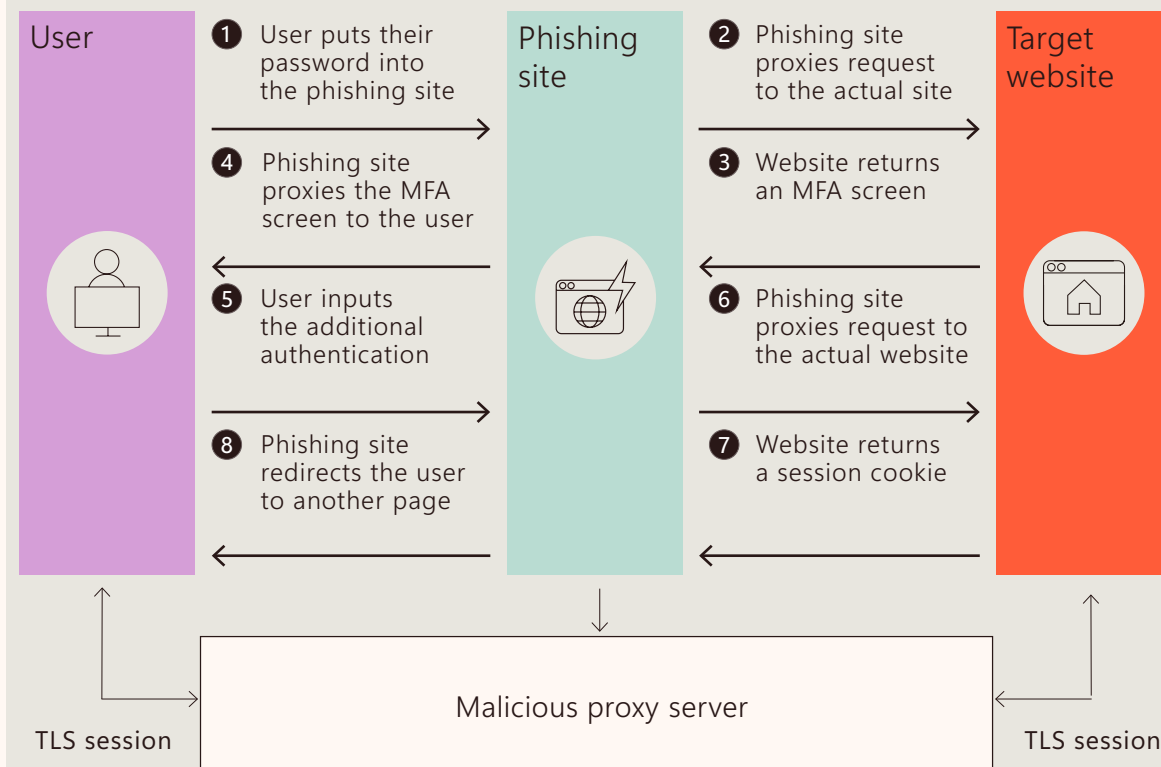 User
1 User puts their
password into
the phishing site
Phishing
site
2 Phishing site
proxies request
to the actual site
Target
website
4 Phishing site
proxies the MFA
screen to the user
3 Website returns
an MFA screen
5 User inputs
the additional
authentication
6 Phishing site
proxies request to
the actual website
8 Phishing site
redirects the user
to another page
7 Website returns
a session cookie
Malicious proxy server
TLS session
TLS session